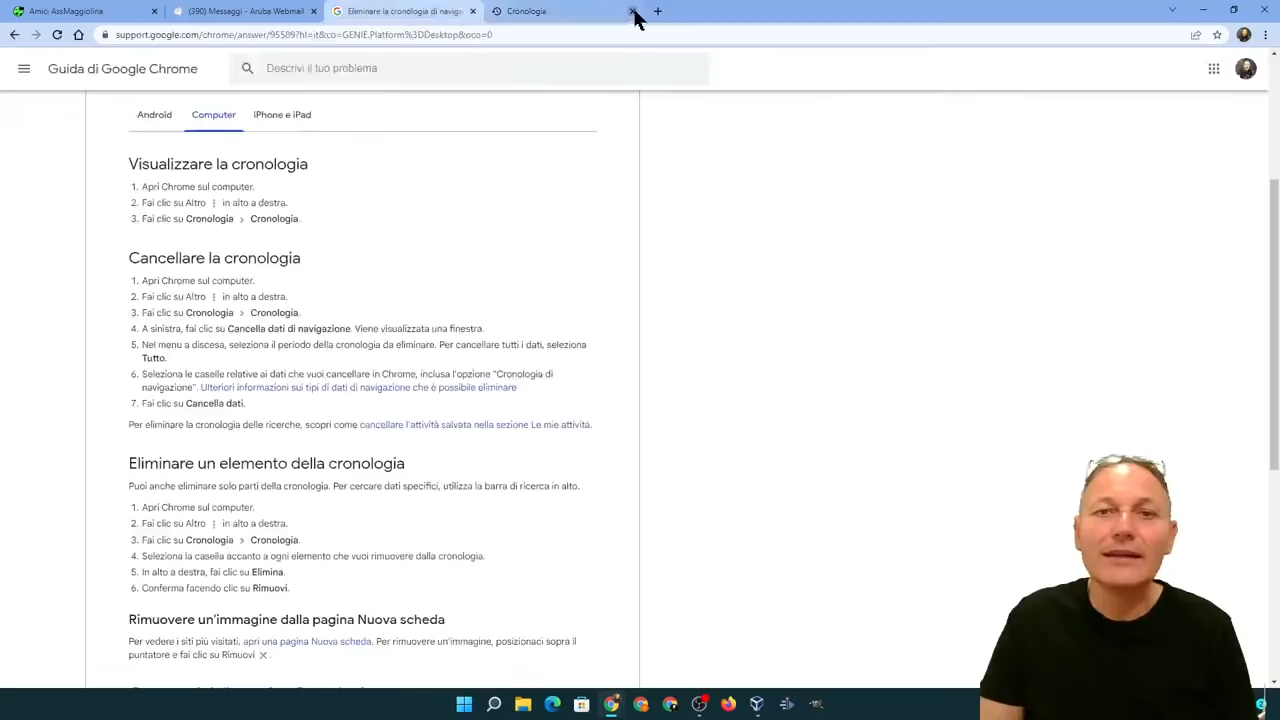 Amici AssMaggiolina
(390) Messaggi - Aruba Webmail
Eliminare la cronologia di navig
Cronologia
support.google.com/chrome/answer/95589?hl=it&co=GENIE.Platform%3DDesktop&oco=0
Guida di Google Chrome
Descrivi il tuo problema
Android Computer iPhone e iPad
Visualizzare la cronologia
1. Apri Chrome sul computer.
2. Fai clic su Altro ⋮ in alto a destra.
3. Fai clic su Cronologia > Cronologia.
Cancellare la cronologia
1. Apri Chrome sul computer.
2. Fai clic su Altro ⋮ in alto a destra.
3. Fai clic su Cronologia > Cronologia.
4. A sinistra, fai clic su Cancella dati di navigazione. Viene visualizzata una finestra.
5. Nel menu a discesa, seleziona il periodo della cronologia da eliminare. Per cancellare tutti i dati, seleziona
Tutto.
6. Seleziona le caselle relative ai dati che vuoi cancellare in Chrome, inclusa l'opzione "Cronologia di
navigazione". Ulteriori informazioni sui tipi di dati di navigazione che è possibile eliminare
7. Fai clic su Cancella dati.
Per eliminare la cronologia delle ricerche, scopri come cancellare l'attività salvata nella sezione Le mie attività.
Eliminare un elemento della cronologia
Puoi anche eliminare solo parti della cronologia. Per cercare dati specifici, utilizza la barra di ricerca in alto.
1. Apri Chrome sul computer.
2. Fai clic su Altro ⋮ in alto a destra.
3. Fai clic su Cronologia > Cronologia.
4. Seleziona la casella accanto a ogni elemento che vuoi rimuovere dalla cronologia.
5. In alto a destra, fai clic su Elimina.
6. Conferma facendo clic su Rimuovi.
Rimuovere un'immagine dalla pagina Nuova scheda
Per vedere i siti più visitati, apri una pagina Nuova scheda. Per rimuovere un'immagine, posizionaci sopra il
puntatore e fai clic su Rimuovi ✕.